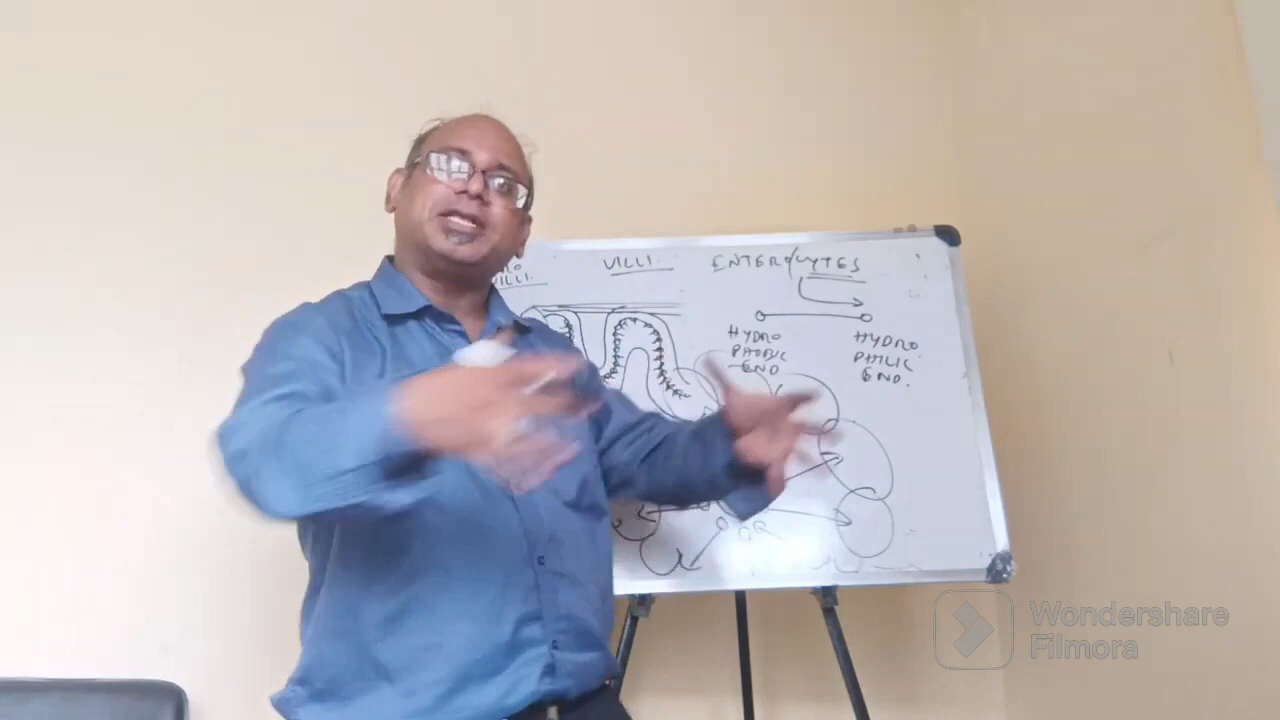 VILLI
ENTEROCYTES
HYDRO
PHOBIC
END
HYDRO
PHILIC
END.
Wondershare
Filmora